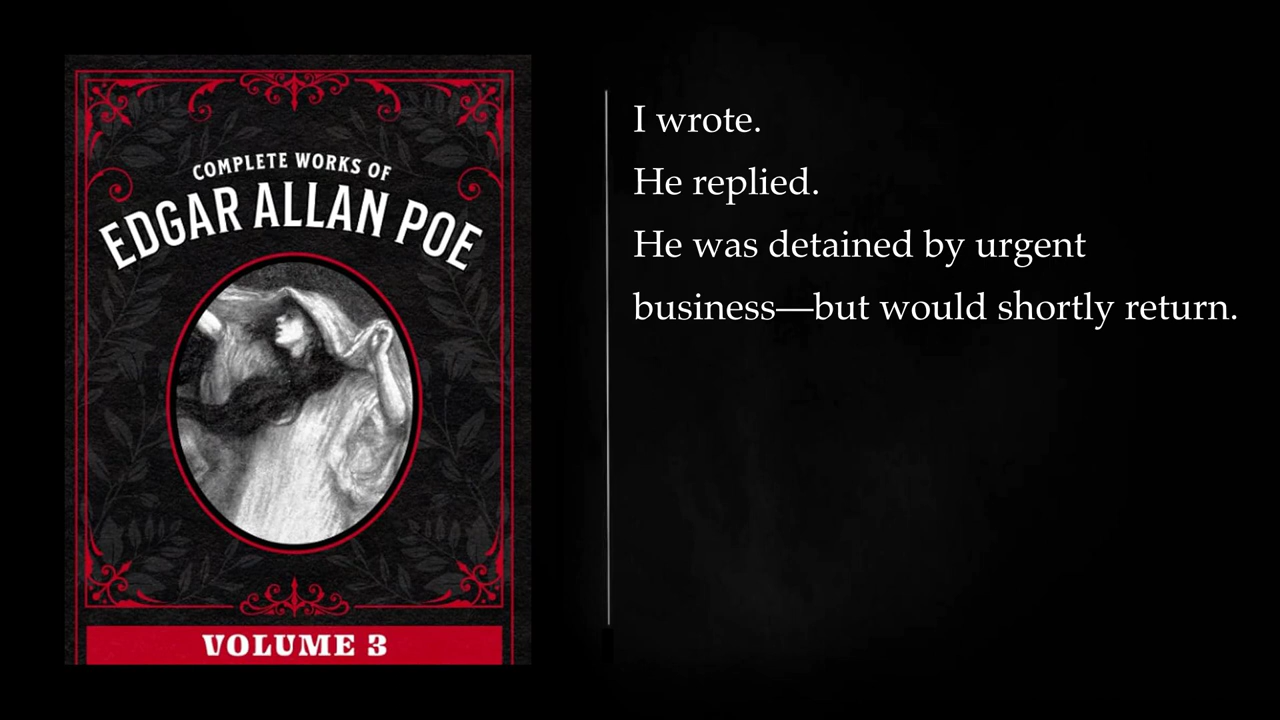 COMPLETE WORKS OF
EDGAR ALLAN POE
VOLUME 3
I wrote.
He replied.
He was detained by urgent
business—but would shortly return.